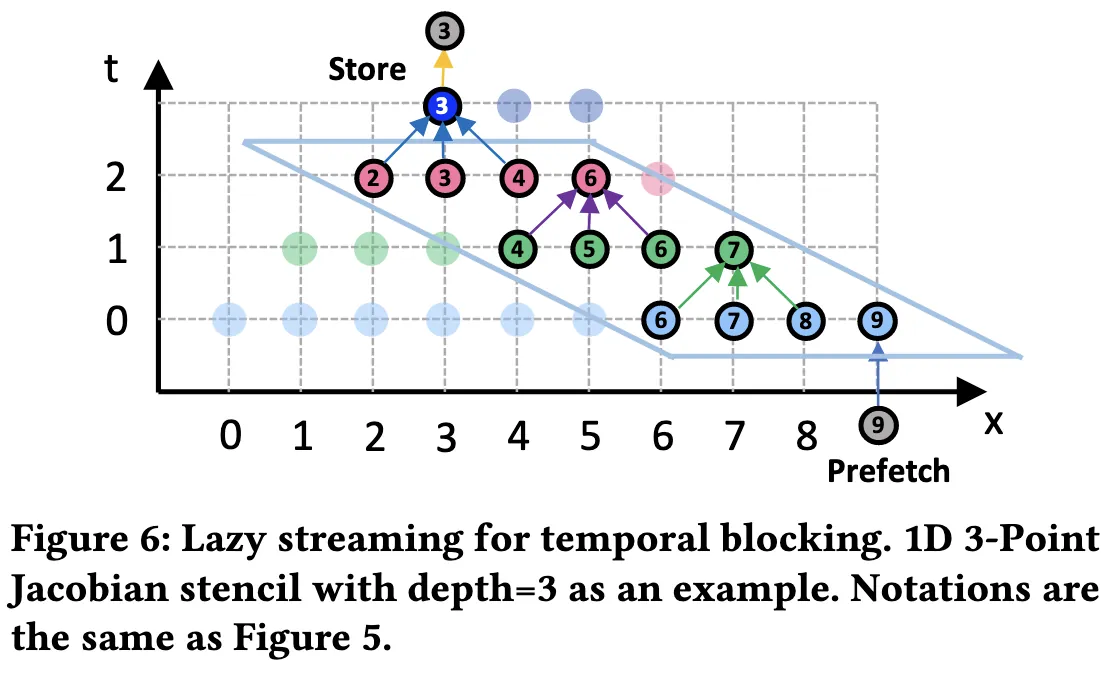 3
Store
t
3
2
2
3
4
6
1
4
5
6
7
0
6
7
8
9
0 1 2 3 4 5 6 7 8
9
x
Prefetch
Figure 6: Lazy streaming for temporal blocking. 1D 3-Point
Jacobian stencil with depth=3 as an example. Notations are
the same as Figure 5.